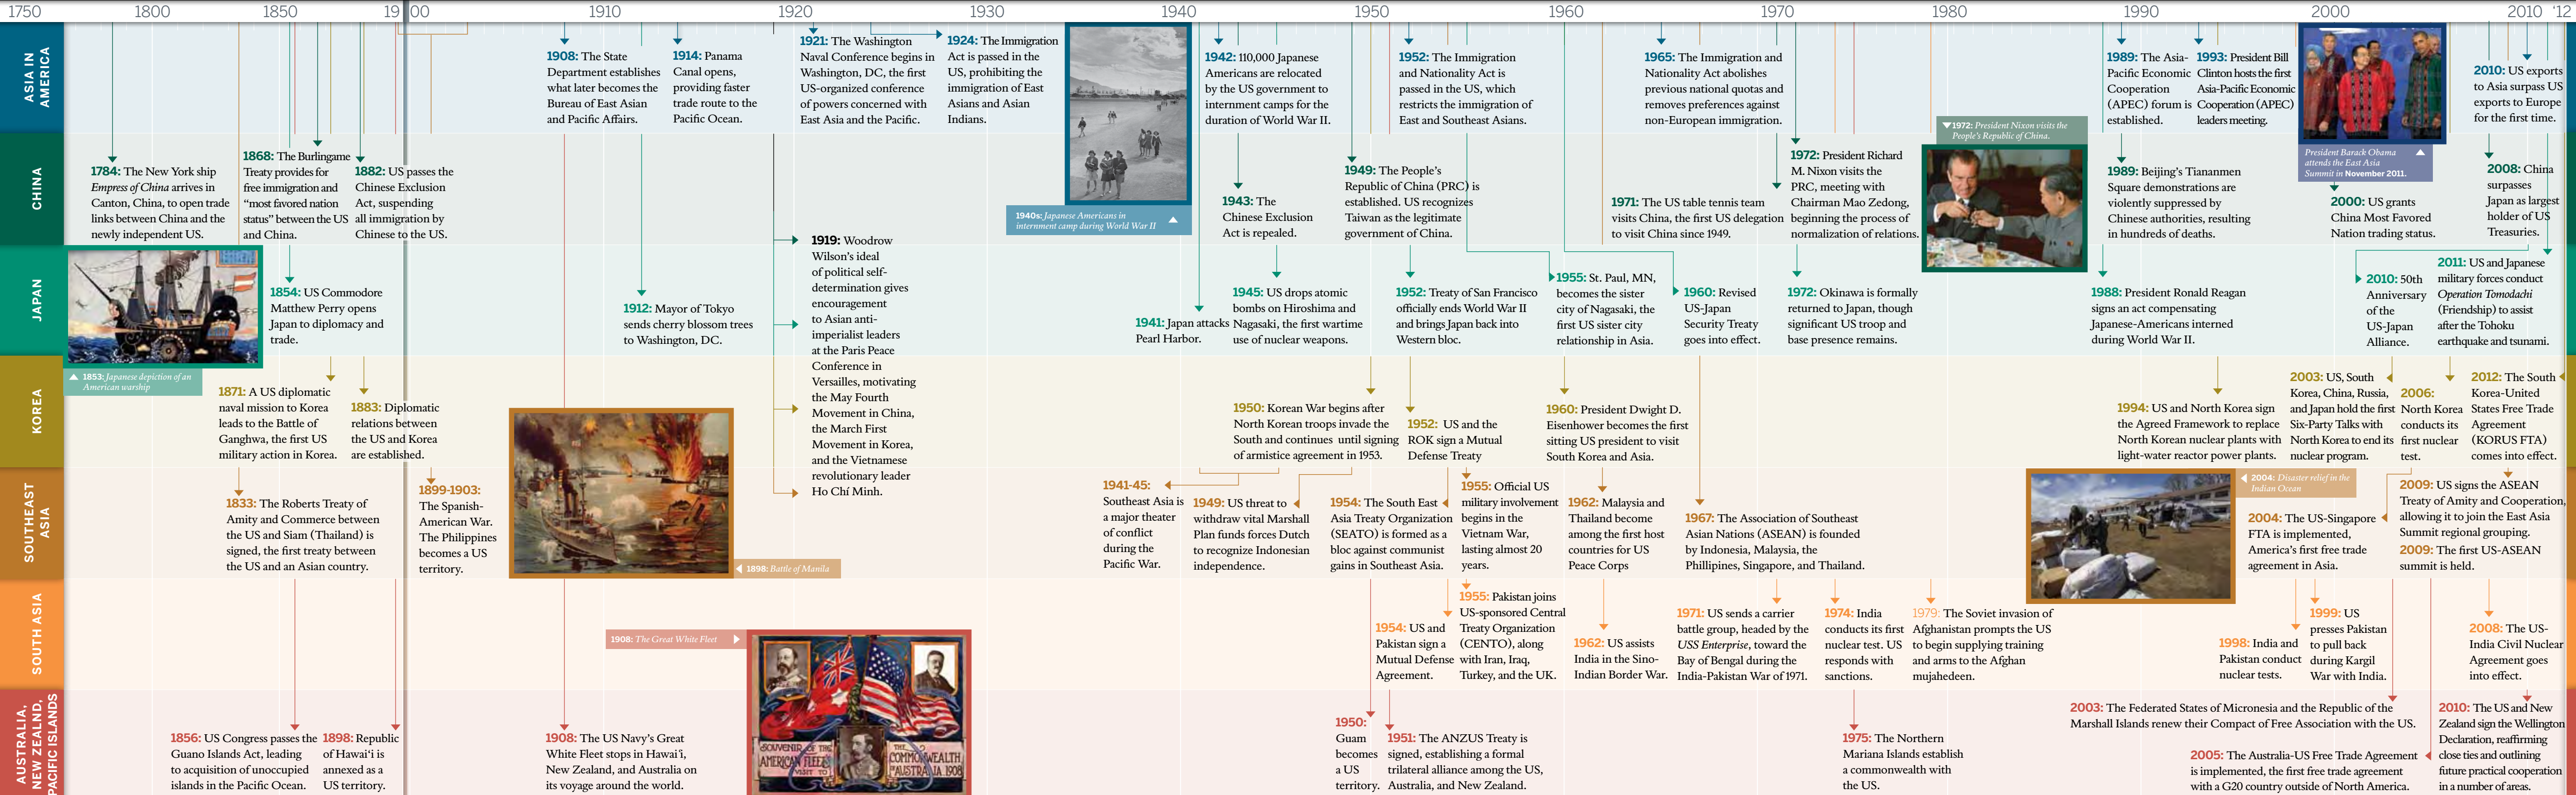 1750
1800
1850
1900
1910
1920
1930
1940
1950
1960
1970
1980
1990
2000
2010
'12
ASIA IN
AMERICA
1908: The State
Department establishes
what later becomes the
Bureau of East Asian
and Pacific Affairs.
1914: Panama
Canal opens,
providing faster
trade route to the
Pacific Ocean.
1921: The Washington
Naval Conference begins in
Washington, DC, the first
US-organized conference
of powers concerned with
East Asia and the Pacific.
1924: The Immigration
Act is passed in the
US, prohibiting the
immigration of East
Asians and Asian
Indians.
1940s: Japanese Americans in
internment camp during World War II
1942: 110,000 Japanese
Americans are relocated
by the US government to
internment camps for the
duration of World War II.
1952: The Immigration
and Nationality Act is
passed in the US, which
restricts the immigration of
East and Southeast Asians.
1965: The Immigration and
Nationality Act abolishes
previous national quotas and
removes preferences against
non-European immigration.
1989: The Asia-
Pacific Economic
Cooperation
(APEC) forum is
established.
1993: President Bill
Clinton hosts the first
Asia-Pacific Economic
Cooperation (APEC)
leaders meeting.
President Barack Obama
attends the East Asia
Summit in November 2011.
2010: US exports
to Asia surpass US
exports to Europe
for the first time.
CHINA
1784: The New York ship
Empress of China arrives in
Canton, China, to open trade
links between China and the
newly independent US.
1868: The Burlingame
Treaty provides for
free immigration and
“most favored nation
status” between the US
and China.
1882: US passes the
Chinese Exclusion
Act, suspending
all immigration by
Chinese to the US.
1919: Woodrow
Wilson's ideal
of political self-
determination gives
encouragement
to Asian anti-
imperialist leaders
at the Paris Peace
Conference in
Versailles, motivating
the May Fourth
Movement in China,
the March First
Movement in Korea,
and the Vietnamese
revolutionary leader
Ho Chí Minh.
1943: The
Chinese Exclusion
Act is repealed.
1949: The People's
Republic of China (PRC) is
established. US recognizes
Taiwan as the legitimate
government of China.
1971: The US table tennis team
visits China, the first US delegation
to visit China since 1949.
1972: President Richard
M. Nixon visits the
PRC, meeting with
Chairman Mao Zedong,
beginning the process of
normalization of relations.
1972: President Nixon visits the
People's Republic of China.
1989: Beijing's Tiananmen
Square demonstrations are
violently suppressed by
Chinese authorities, resulting
in hundreds of deaths.
2000: US grants
China Most Favored
Nation trading status.
2008: China
surpasses
Japan as largest
holder of US
Treasuries.
JAPAN
1853: Japanese depiction of an
American warship
1854: US Commodore
Matthew Perry opens
Japan to diplomacy and
trade.
1912: Mayor of Tokyo
sends cherry blossom trees
to Washington, DC.
1941: Japan attacks
Pearl Harbor.
1945: US drops atomic
bombs on Hiroshima and
Nagasaki, the first wartime
use of nuclear weapons.
1952: Treaty of San Francisco
officially ends World War II
and brings Japan back into
Western bloc.
1955: St. Paul, MN,
becomes the sister
city of Nagasaki, the
first US sister city
relationship in Asia.
1960: Revised
US-Japan
Security Treaty
goes into effect.
1972: Okinawa is formally
returned to Japan, though
significant US troop and
base presence remains.
1988: President Ronald Reagan
signs an act compensating
Japanese-Americans interned
during World War II.
2010: 50th
Anniversary
of the
US-Japan
Alliance.
2011: US and Japanese
military forces conduct
Operation Tomodachi
(Friendship) to assist
after the Tohoku
earthquake and tsunami.
KOREA
1871: A US diplomatic
naval mission to Korea
leads to the Battle of
Ganghwa, the first US
military action in Korea.
1883: Diplomatic
relations between
the US and Korea
are established.
1950: Korean War begins after
North Korean troops invade the
South and continues until signing
of armistice agreement in 1953.
1952: US and the
ROK sign a Mutual
Defense Treaty
1960: President Dwight D.
Eisenhower becomes the first
sitting US president to visit
South Korea and Asia.
1994: US and North Korea sign
the Agreed Framework to replace
North Korean nuclear plants with
light-water reactor power plants.
2003: US, South
Korea, China, Russia,
and Japan hold the first
Six-Party Talks with
North Korea to end its
nuclear program.
2006:
North Korea
conducts its
first nuclear
test.
2012: The South
Korea-United
States Free Trade
Agreement
(KORUS FTA)
comes into effect.
SOUTHEAST
ASIA
1833: The Roberts Treaty of
Amity and Commerce between
the US and Siam (Thailand) is
signed, the first treaty between
the US and an Asian country.
1899-1903:
The Spanish-
American War.
The Philippines
becomes a US
territory.
1898: Battle of Manila
1941-45:
Southeast Asia is
a major theater
of conflict
during the
Pacific War.
1949: US threat to
withdraw vital Marshall
Plan funds forces Dutch
to recognize Indonesian
independence.
1954: The South East
Asia Treaty Organization
(SEATO) is formed as a
bloc against communist
gains in Southeast Asia.
1955: Official US
military involvement
begins in the
Vietnam War,
lasting almost 20
years.
1962: Malaysia and
Thailand become
among the first host
countries for US
Peace Corps
1967: The Association of Southeast
Asian Nations (ASEAN) is founded
by Indonesia, Malaysia, the
Phillipines, Singapore, and Thailand.
2004: Disaster relief in the
Indian Ocean
2004: The US-Singapore
FTA is implemented,
America's first free trade
agreement in Asia.
2009: US signs the ASEAN
Treaty of Amity and Cooperation,
allowing it to join the East Asia
Summit regional grouping.
2009: The first US-ASEAN
summit is held.
SOUTH ASIA
1954: US and
Pakistan sign a
Mutual Defense
Agreement.
1955: Pakistan joins
US-sponsored Central
Treaty Organization
(CENTO), along
with Iran, Iraq,
Turkey, and the UK.
1962: US assists
India in the Sino-
Indian Border War.
1971: US sends a carrier
battle group, headed by the
USS Enterprise, toward the
Bay of Bengal during the
India-Pakistan War of 1971.
1974: India
conducts its first
nuclear test. US
responds with
sanctions.
1979: The Soviet invasion of
Afghanistan prompts the US
to begin supplying training
and arms to the Afghan
mujahedeen.
1998: India and
Pakistan conduct
nuclear tests.
1999: US
presses Pakistan
to pull back
during Kargil
War with India.
2008: The US-
India Civil Nuclear
Agreement goes
into effect.
AUSTRALIA,
NEW ZEALND,
PACIFIC ISLANDS
1856: US Congress passes the
Guano Islands Act, leading
to acquisition of unoccupied
islands in the Pacific Ocean.
1898: Republic
of Hawai‘i is
annexed as a
US territory.
1908: The US Navy's Great
White Fleet stops in Hawai‘i,
New Zealand, and Australia on
its voyage around the world.
1908: The Great White Fleet
SOUVENIR OF THE
AMERICAN FLEET
VISIT TO
THE
COMMONWEALTH
OF AUSTRALIA 1908
1950:
Guam
becomes
a US
territory.
1951: The ANZUS Treaty is
signed, establishing a formal
trilateral alliance among the US,
Australia, and New Zealand.
1975: The Northern
Mariana Islands establish
a commonwealth with
the US.
2003: The Federated States of Micronesia and the Republic of the
Marshall Islands renew their Compact of Free Association with the US.
2005: The Australia-US Free Trade Agreement
is implemented, the first free trade agreement
with a G20 country outside of North America.
2010: The US and New
Zealand sign the Wellington
Declaration, reaffirming
close ties and outlining
future practical cooperation
in a number of areas.